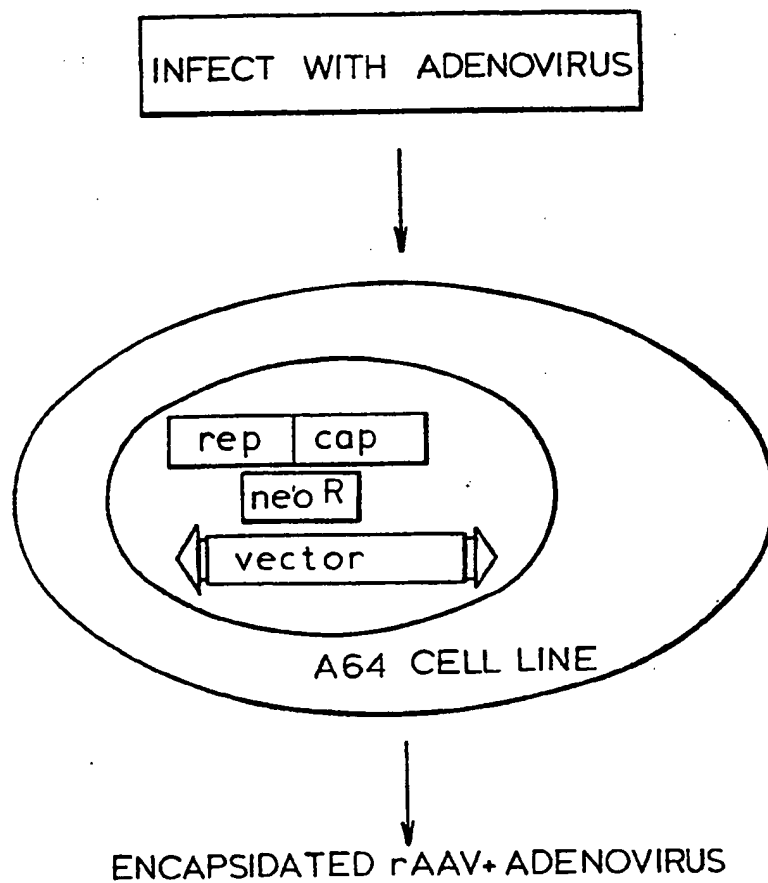 INFECT WITH ADENOVIRUS
rep cap
neo R
vector
A64 CELL LINE
ENCAPSIDATED rAAV+ ADENOVIRUS